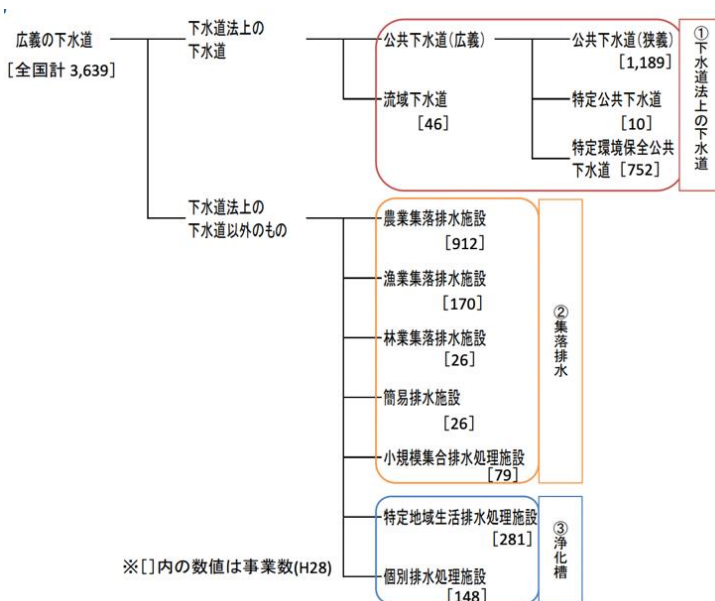 広義の下水道
[全国計 3,639]
下水道法上の
下水道
公共下水道(広義)
公共下水道(狭義)
[1,189]
流域下水道
[46]
特定公共下水道
[10]
特定環境保全公共
下水道 [752]
①下水道法上の下水道
下水道法上の
下水道以外のもの
農業集落排水施設
[912]
漁業集落排水施設
[170]
林業集落排水施設
[26]
簡易排水施設
[26]
小規模集合排水処理施設
[79]
②集落排水
特定地域生活排水処理施設
[281]
個別排水処理施設
[148]
③浄化槽
※[]内の数値は事業数(H28)